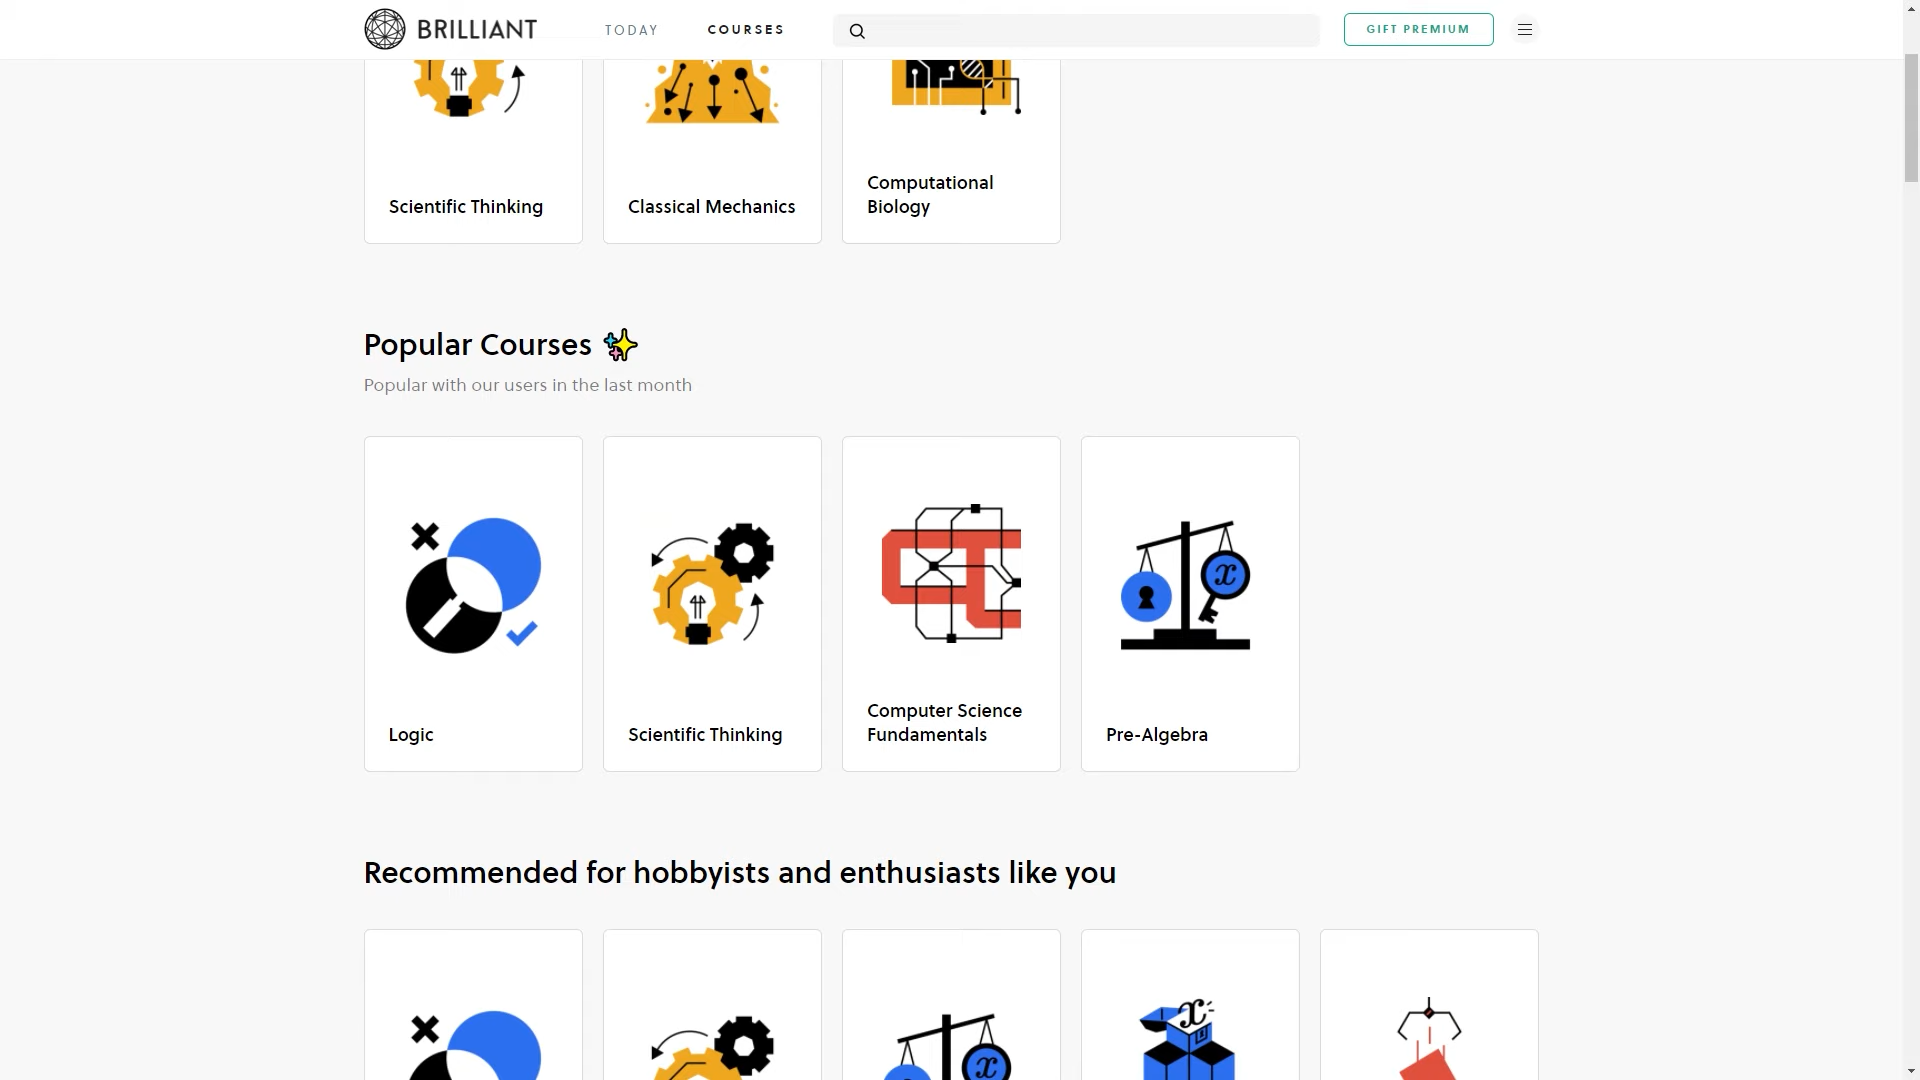 BRILLIANT
TODAY
COURSES
GIFT PREMIUM
Scientific Thinking
Classical Mechanics
Computational
Biology
Popular Courses
Popular with our users in the last month
x
Logic
Scientific Thinking
Computer Science
Fundamentals
Pre-Algebra
Recommended for hobbyists and enthusiasts like you
x
x